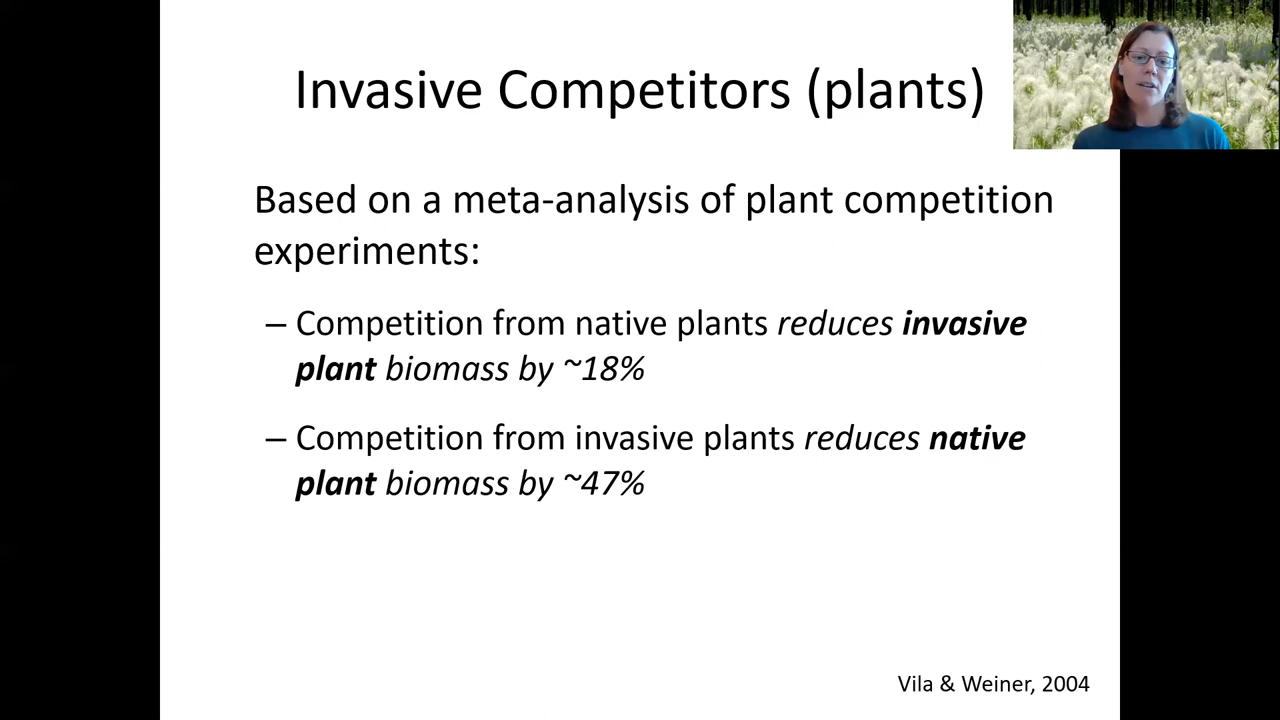 Invasive Competitors (plants)
Based on a meta-analysis of plant competition
experiments:
– Competition from native plants reduces invasive
plant biomass by ~18%
– Competition from invasive plants reduces native
plant biomass by ~47%
Vila & Weiner, 2004